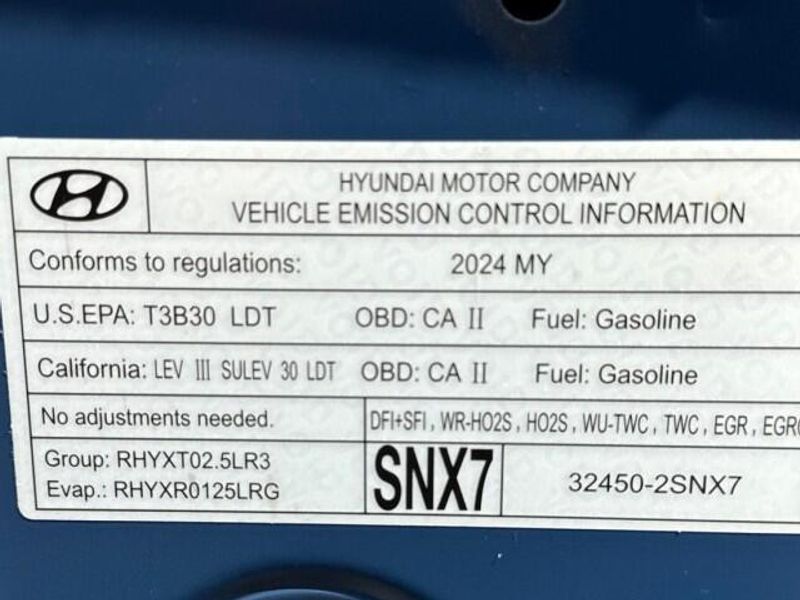 HYUNDAI MOTOR COMPANY
VEHICLE EMISSION CONTROL INFORMATION
Conforms to regulations: 2024 MY
U.S.EPA: T3B30 LDT OBD: CA II Fuel: Gasoline
California: LEV III SULEV 30 LDT OBD: CA II Fuel: Gasoline
No adjustments needed. DFI+SFI, WR-HO2S, HO2S, WU-TWC, TWC, EGR,
Group: RHYXT02.5LR3
Evap.: RHYXR0125LRG
SNX7
32450-2SNX7